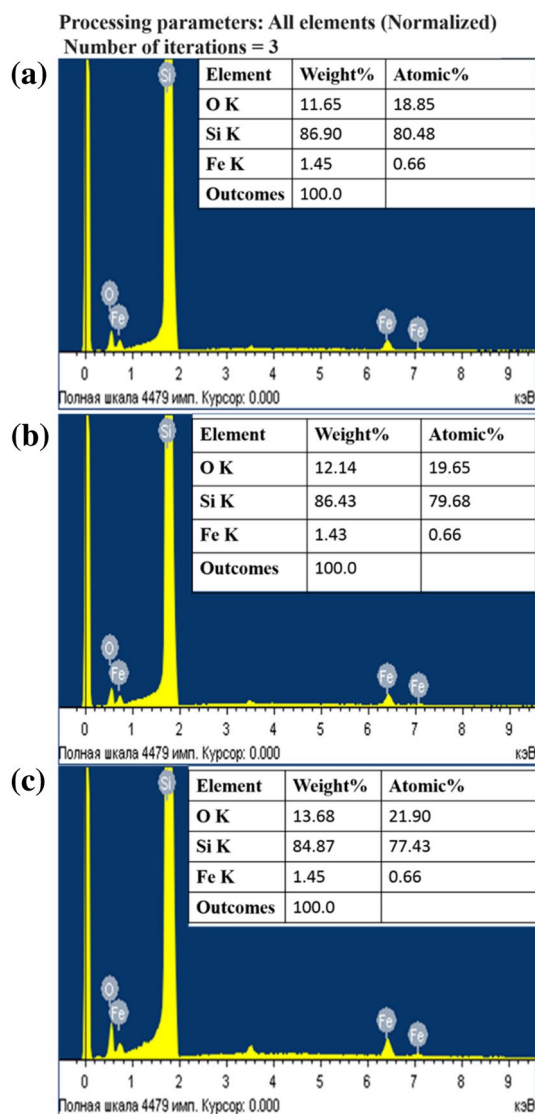 Processing parameters: All elements (Normalized)
Number of iterations = 3
(a)
Si
Element Weight% Atomic%
O K 11.65 18.85
Si K 86.90 80.48
Fe K 1.45 0.66
Outcomes 100.0
O
Fe
Fe
Fe
0 1 2 3 4 5 6 7 8 9
Полная шкала 4479 имп. Курсор: 0.000 кэВ
(b)
Si
Element Weight% Atomic%
O K 12.14 19.65
Si K 86.43 79.68
Fe K 1.43 0.66
Outcomes 100.0
O
Fe
Fe
Fe
0 1 2 3 4 5 6 7 8 9
Полная шкала 4479 имп. Курсор: 0.000 кэВ
(c)
Si
Element Weight% Atomic%
O K 13.68 21.90
Si K 84.87 77.43
Fe K 1.45 0.66
Outcomes 100.0
O
Fe
Fe
Fe
0 1 2 3 4 5 6 7 8 9
Полная шкала 4479 имп. Курсор: 0.000 кэВ